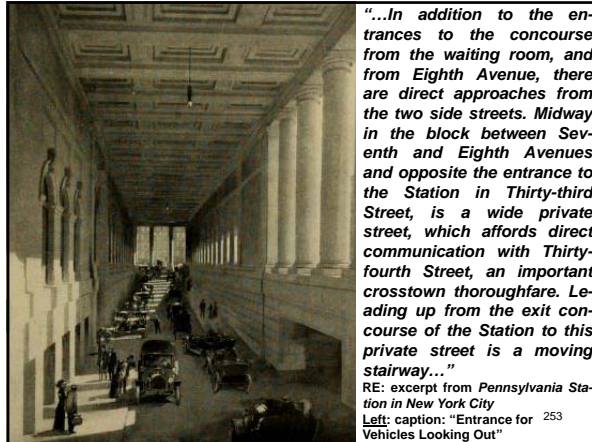 “…In addition to the en-
trances to the concourse
from the waiting room, and
from Eighth Avenue, there
are direct approaches from
the two side streets. Midway
in the block between Sev-
enth and Eighth Avenues
and opposite the entrance to
the Station in Thirty-third
Street, is a wide private
street, which affords direct
communication with Thirty-
fourth Street, an important
crosstown thoroughfare. Le-
ading up from the exit con-
course of the Station to this
private street is a moving
stairway…”
RE: excerpt from Pennsylvania Sta-
tion in New York City
Left: caption: “Entrance for
Vehicles Looking Out”
253